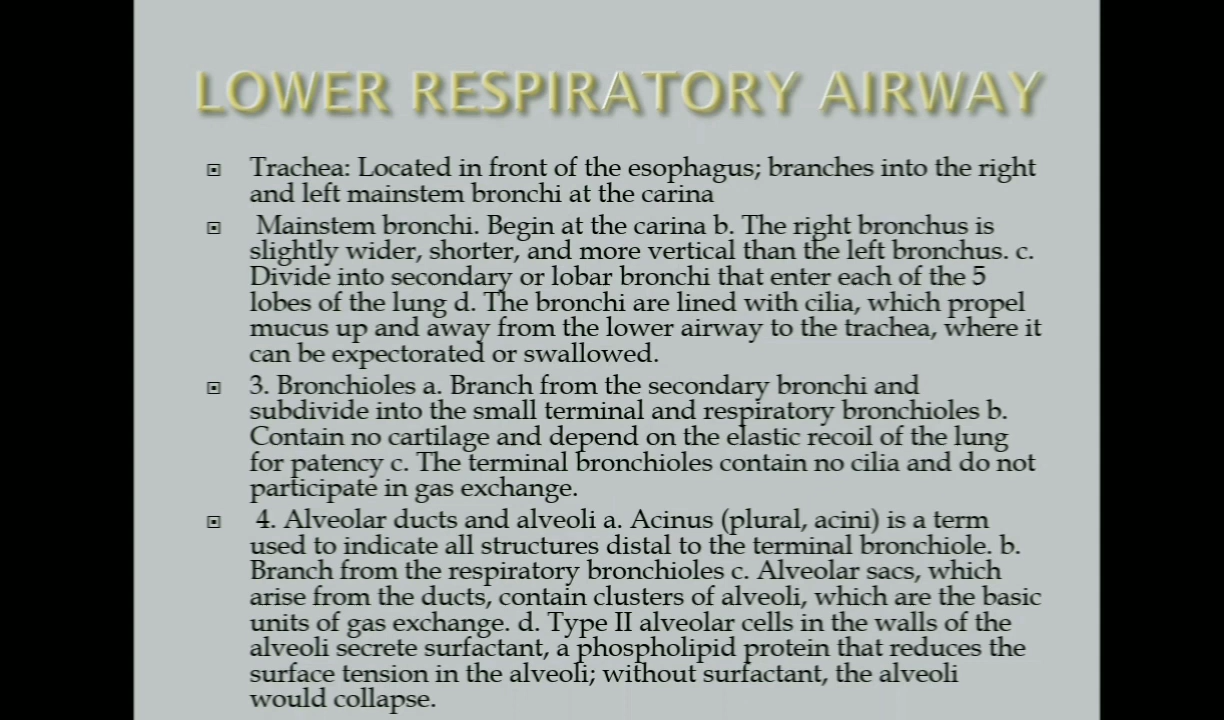 LOWER RESPIRATORY AIRWAY
Trachea: Located in front of the esophagus; branches into the right
and left mainstem bronchi at the carina
Mainstem bronchi. Begin at the carina b. The right bronchus is
slightly wider, shorter, and more vertical than the left bronchus. c.
Divide into secondary or lobar bronchi that enter each of the 5
lobes of the lung d. The bronchi are lined with cilia, which propel
mucus up and away from the lower airway to the trachea, where it
can be expectorated or swallowed.
3. Bronchioles a. Branch from the secondary bronchi and
subdivide into the small terminal and respiratory bronchioles b.
Contain no cartilage and depend on the elastic recoil of the lung
for patency c. The terminal bronchioles contain no cilia and do not
participate in gas exchange.
4. Alveolar ducts and alveoli a. Acinus (plural, acini) is a term
used to indicate all structures distal to the terminal bronchiole. b.
Branch from the respiratory bronchioles c. Alveolar sacs, which
arise from the ducts, contain clusters of alveoli, which are the basic
units of gas exchange. d. Type II alveolar cells in the walls of the
alveoli secrete surfactant, a phospholipid protein that reduces the
surface tension in the alveoli; without surfactant, the alveoli
would collapse.